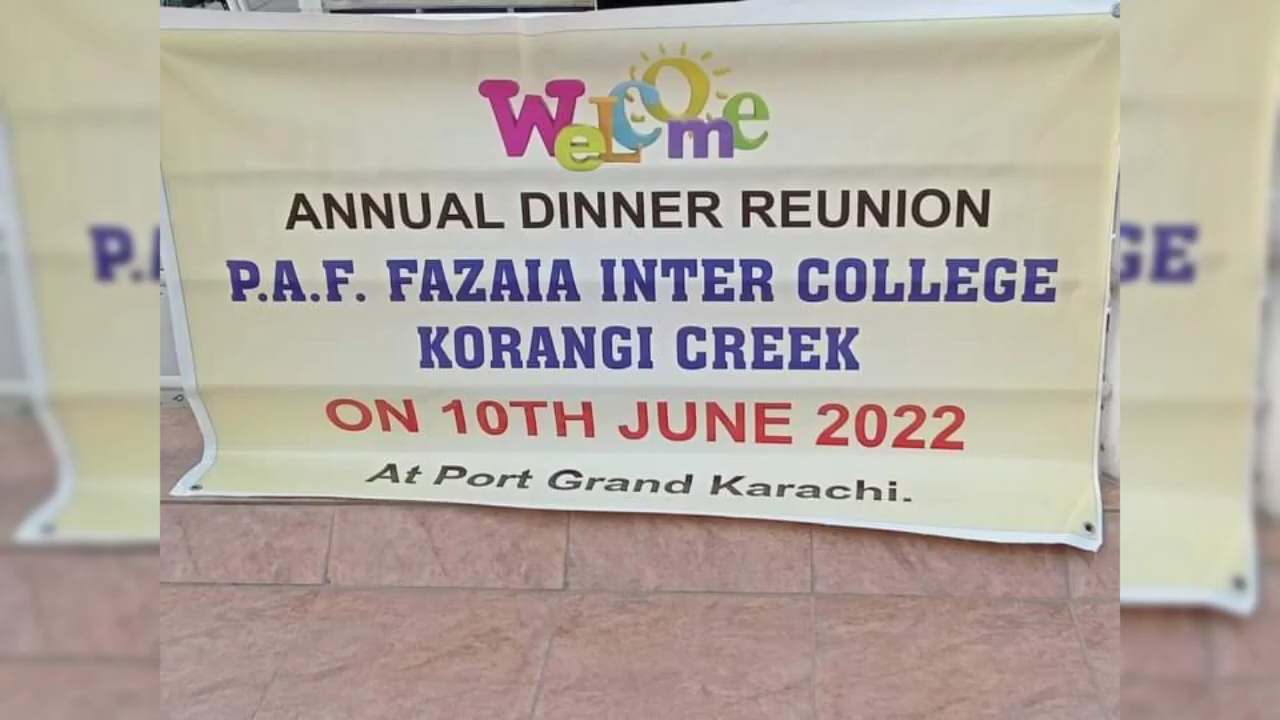 Welcome
ANNUAL DINNER REUNION
P.A.F. FAZAIA INTER COLLEGE
KORANGI CREEK
ON 10TH JUNE 2022
At Port Grand Karachi.